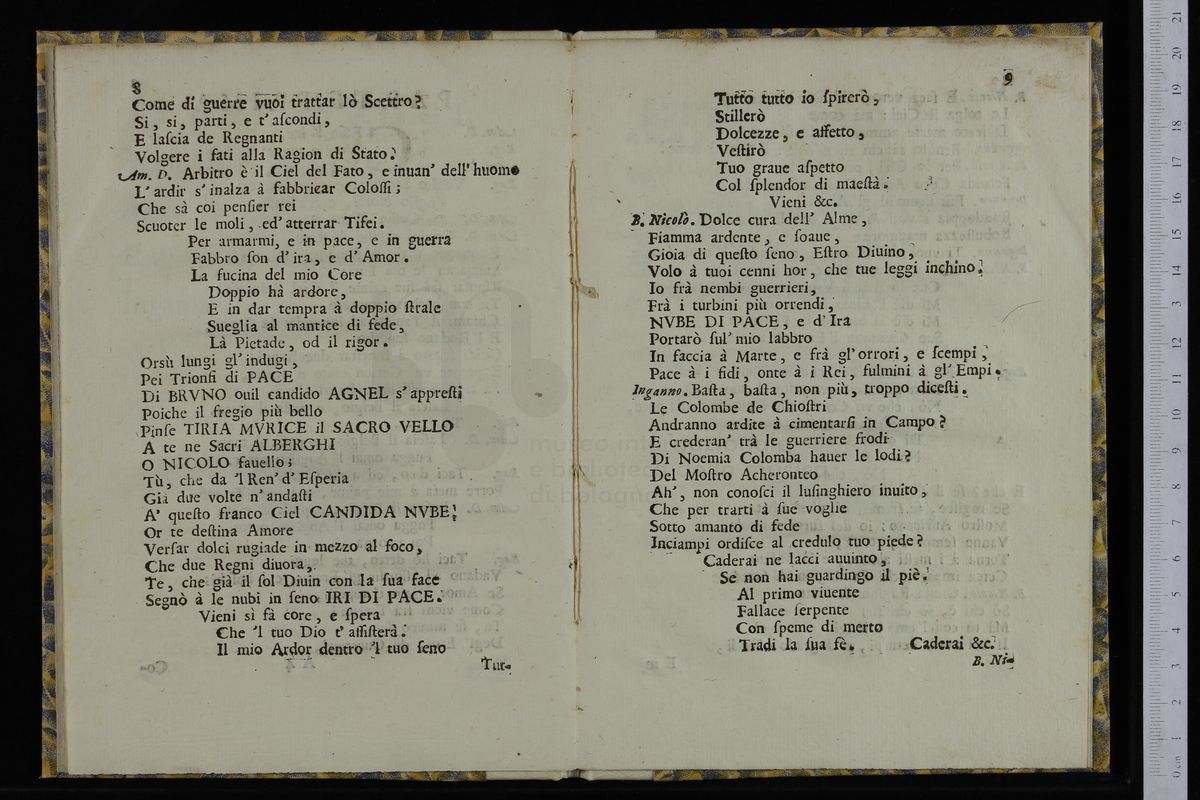 8
Come di guerre vuoi trattar lò Scettro?
Si, si, parti, e t'aſcondi,
E laſcia de Regnanti
Volgere i fati alla Ragion di Stato.
Am. D. Arbitro è il Ciel del Fato, e inuan' dell'huomo
L'ardir s'inalza à fabbricar Coloſſi;
Che sà coi penſier rei
Scuoter le moli, ed'atterrar Tifei.
Per armarmi, e in pace, e in guerra
Fabbro ſon d'ira, e d'Amor.
La fucina del mio Core
Doppio hà ardore,
E in dar tempra à doppio ſtrale
Sueglia al mantice di fede,
Là Pietade, od il rigor.
Orsù lungi gl'indugi,
Pei Trionfi di PACE
Di BRVNO ouil candido AGNEL s'appreſti
Poiche il fregio più bello
Pinſe TIRIA MVRICE il SACRO VELLO
A te ne Sacri ALBERGHI
O NICOLO fauello;
Tù, che da 'l Ren' d'Eſperia
Già due volte n'andaſti
A' queſto franco Ciel CANDIDA NVBE!
Or te deſtina Amore
Verſar dolci rugiade in mezzo al foco,
Che due Regni diuora,
Te, che già il ſol Diuin con la ſua face
Segnò à le nubi in ſeno IRI DI PACE.
Vieni sì fà core, e ſpera
Che 'l tuo Dio t'aſſiſterà.
Il mio Ardor dentro 'l tuo ſeno
Tut-
9
Tutto tutto io ſpirerò,
Stillerò
Dolcezze, e affetto,
Veſtirò
Tuo graue aſpetto
Col ſplendor di maeſtà.
Vieni &c.
B. Nicolò. Dolce cura dell' Alme,
Fiamma ardente, e ſoaue,
Gioia di queſto ſeno, Eſtro Diuino,
Volo à tuoi cenni hor, che tue leggi inchino.
Io frà nembi guerrieri,
Frà i turbini più orrendi,
NVBE DI PACE, e d'Ira
Portarò ſul' mio labbro
In faccia à Marte, e frà gl'orrori, e ſcempi,
Pace à i fidi, onte à i Rei, fulmini à gl'Empi.
Inganno. Baſta, baſta, non più, troppo diceſti.
Le Colombe de Chioſtri
Andranno ardite à cimentarſi in Campo?
E crederan' trà le guerriere frodi
Di Noemia Colomba hauer le lodi?
Del Moſtro Acheronteo
Ah', non conoſci il luſinghiero inuito,
Che per trarti à ſue voglie
Sotto amanto di fede
Inciampi ordiſce al credulo tuo piede?
Caderai ne lacci auuinto,
Se non hai guardingo il piè.
Al primo viuente
Fallace ſerpente
Con ſpeme di merto
Tradi la ſua fè. Caderai &c.
B. Ni-